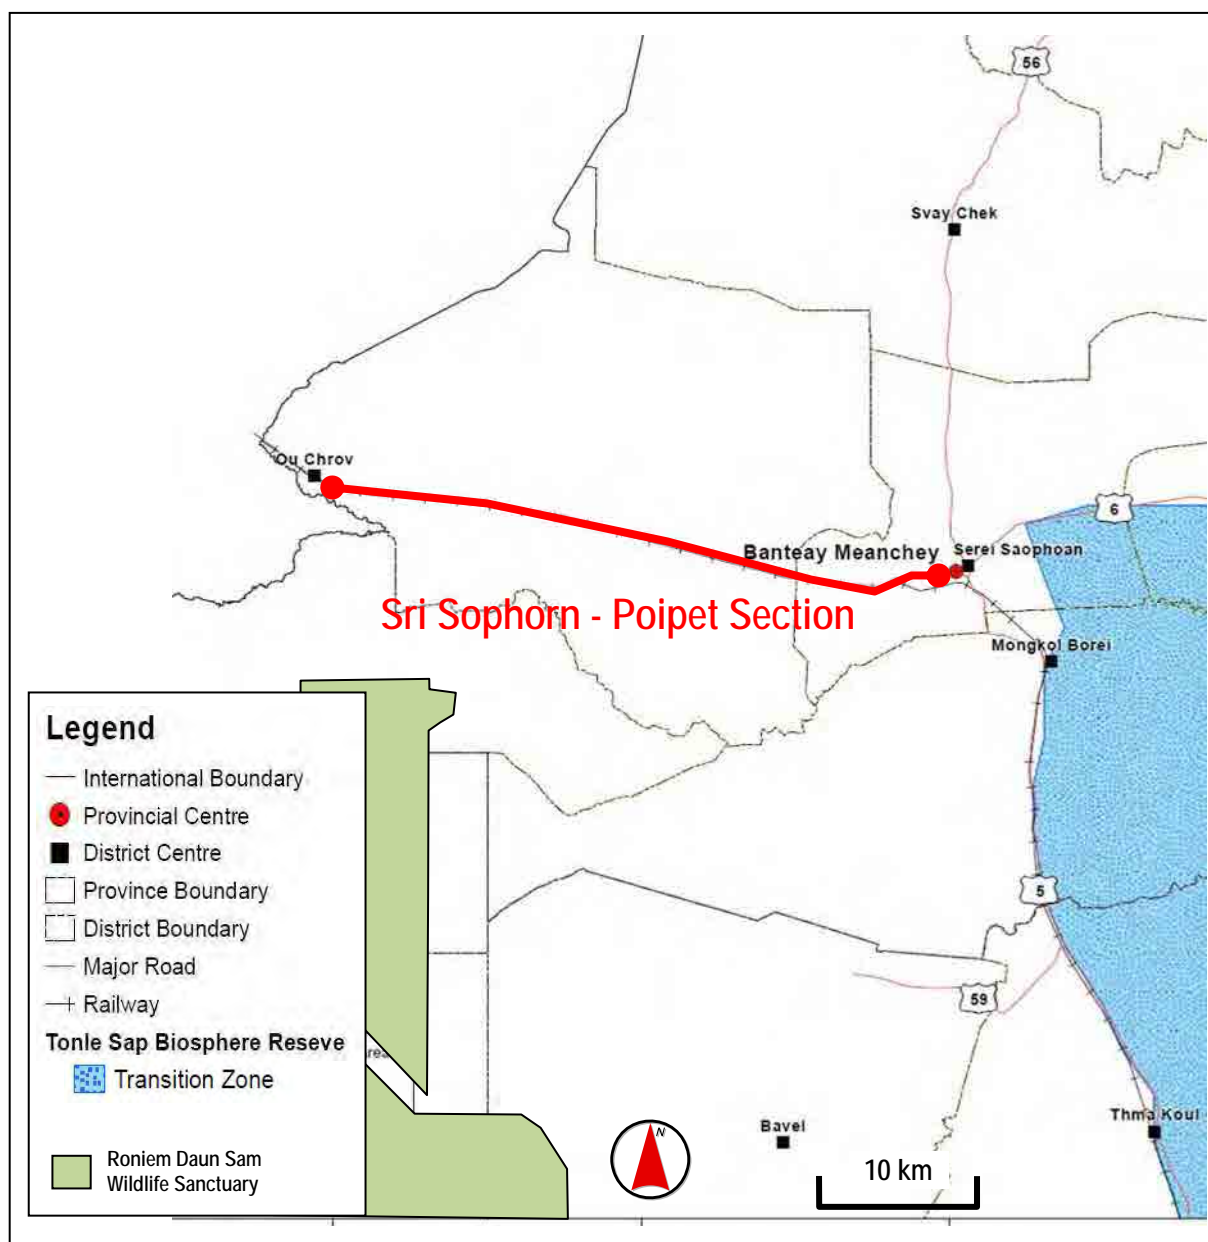 56
Svay Chek
Ou Chrov
6
Banteay Meanchey
Serei Saophoan
Sri Sophorn - Poipet Section
Mongkol Borei
Legend
International Boundary
Provincial Centre
District Centre
Province Boundary
District Boundary
Major Road
Railway
Tonle Sap Biosphere Reseve
Transition Zone
Roniem Daun Sam
Wildlife Sanctuary
5
59
N
Bavel
10 km
Thma Koul